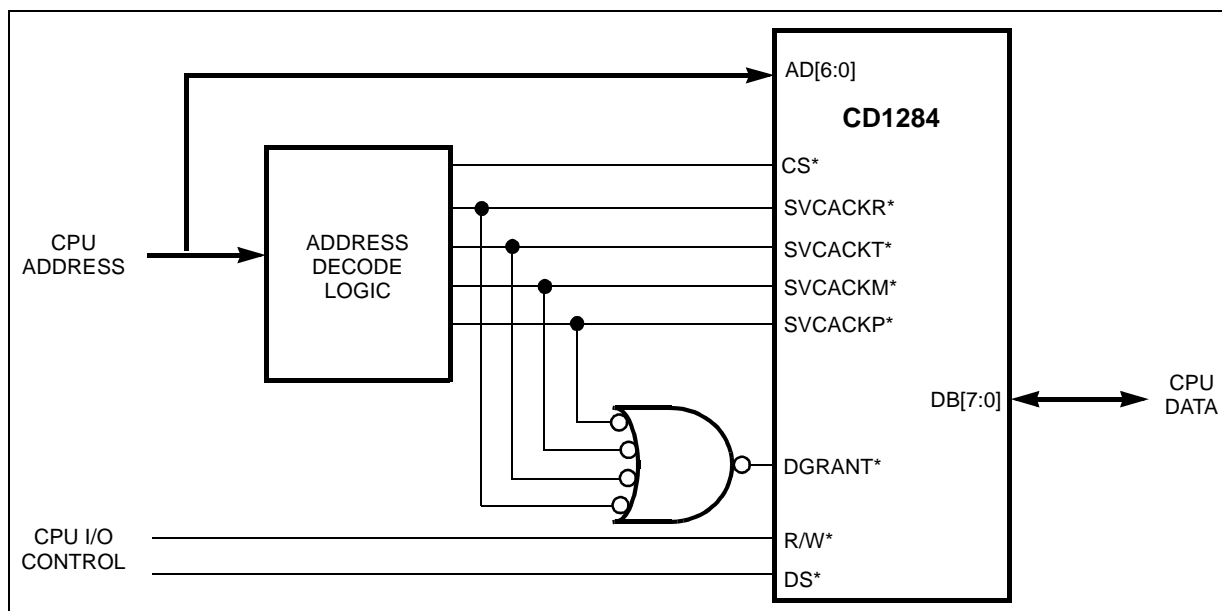 AD[6:0]
CD1284
CS*
SVCACKR*
CPU
ADDRESS
ADDRESS
DECODE
LOGIC
SVCACKT*
SVCACKM*
SVCACKP*
DB[7:0]
CPU
DATA
DGRANT*
CPU I/O
CONTROL
R/W*
DS*